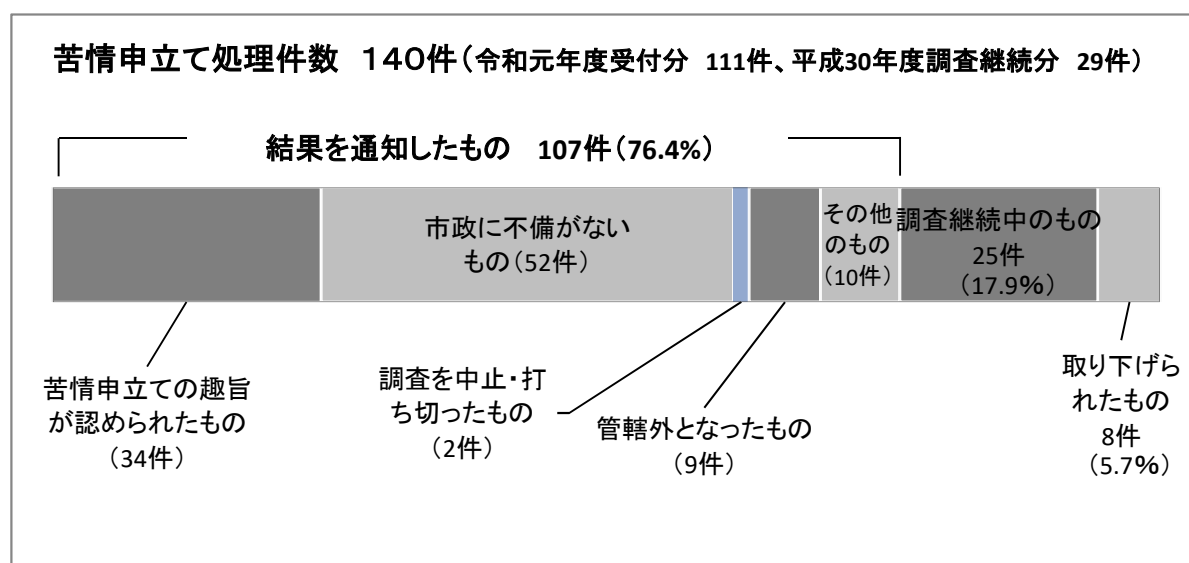 苦情申立て処理件数 140件（令和元年度受付分 111件、平成30年度調査継続分 29件）
結果を通知したもの 107件（76.4%）
市政に不備がない
もの（52件）
その他
のもの
（10件）
調査継続中のもの
25件
（17.9%）
苦情申立ての趣旨
が認められたもの
（34件）
調査を中止・打
ち切ったもの
（2件）
管轄外となったもの
（9件）
取り下げら
れたもの
8件
（5.7%）